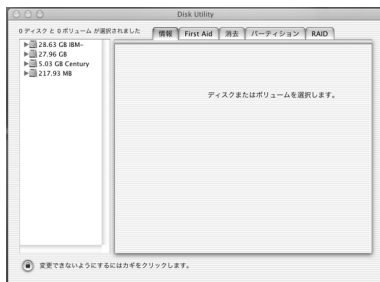 Disk Utility
0 ディスク と 0 ボリューム が選択されました
情報
First Aid
消去
パーティション
RAID
28.63 GB IBM-
27.96 GB
5.03 GB Century
217.93 MB
ディスクまたはボリュームを選択します。
変更できないようにするにはカギをクリックします。